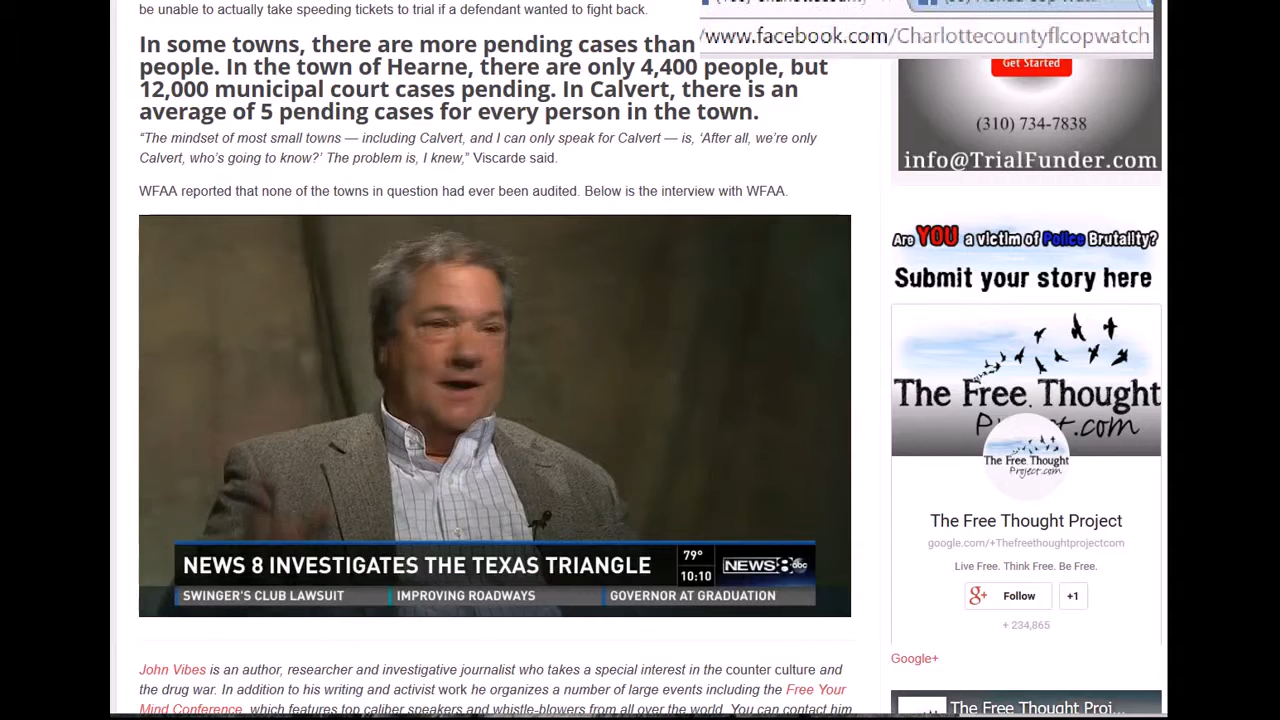 be unable to actually take speeding tickets to trial if a defendant wanted to fight back.
/www.facebook.com/Charlottecountyflcopwatch
In some towns, there are more pending cases than
people. In the town of Hearne, there are only 4,400 people, but
12,000 municipal court cases pending. In Calvert, there is an
average of 5 pending cases for every person in the town.
“The mindset of most small towns — including Calvert, and I can only speak for Calvert — is, ‘After all, we’re only
Calvert, who’s going to know?’ The problem is, I knew,” Viscarde said.
WFAA reported that none of the towns in question had ever been audited. Below is the interview with WFAA.
NEWS 8 INVESTIGATES THE TEXAS TRIANGLE
79°
10:10
NEWS 8 abc
SWINGER'S CLUB LAWSUIT
IMPROVING ROADWAYS
GOVERNOR AT GRADUATION
John Vibes is an author, researcher and investigative journalist who takes a special interest in the counter culture and
the drug war. In addition to his writing and activist work he organizes a number of large events including the Free Your
Mind Conference, which features top caliber speakers and whistle-blowers from all over the world. You can contact him
Get Started
(310) 734-7838
info@TrialFunder.com
Are YOU a victim of Police Brutality?
Submit your story here
The Free Thought
Project.com
The Free Thought
Project.com
The Free Thought Project
google.com/+Thefreethoughtprojectcom
Live Free. Think Free. Be Free.
g+ Follow
+1
+ 234,865
Google+
The Free Thought Proj...